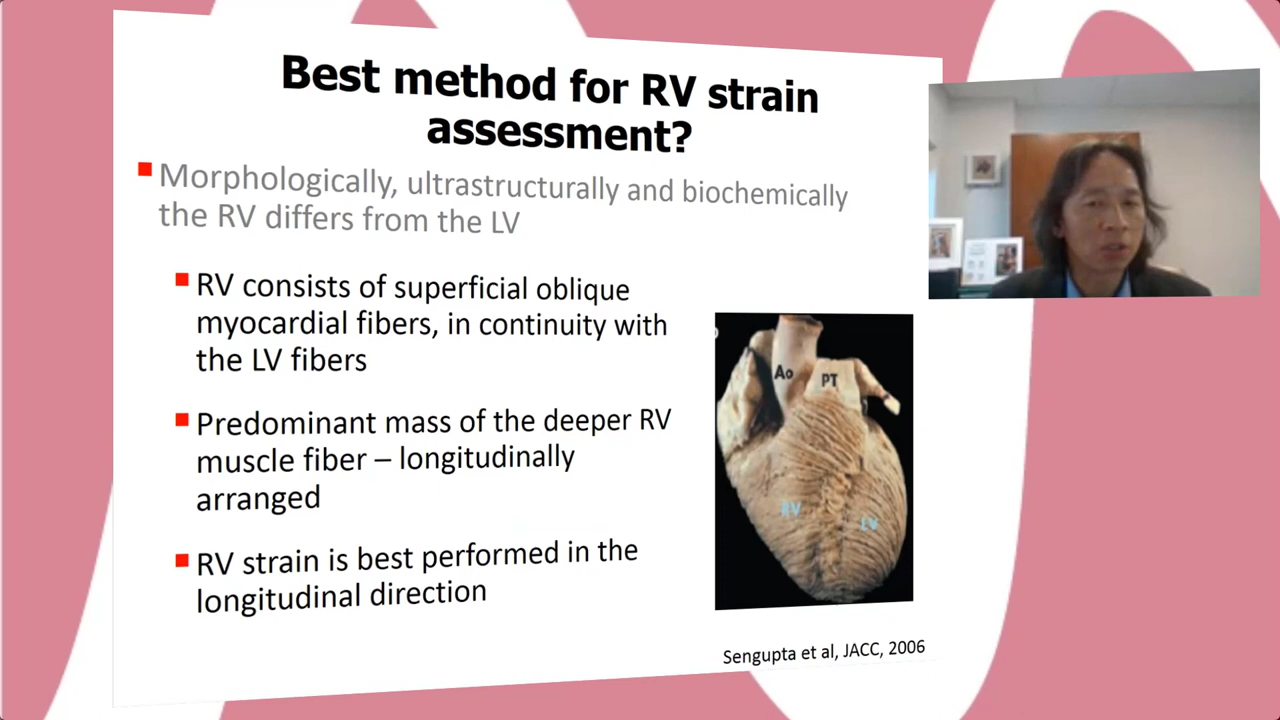 Best method for RV strain
assessment?
Morphologically, ultrastructurally and biochemically
the RV differs from the LV
RV consists of superficial oblique
myocardial fibers, in continuity with
the LV fibers
Predominant mass of the deeper RV
muscle fiber – longitudinally
arranged
RV strain is best performed in the
longitudinal direction
Ao
PT
RV
LV
Sengupta et al, JACC, 2006